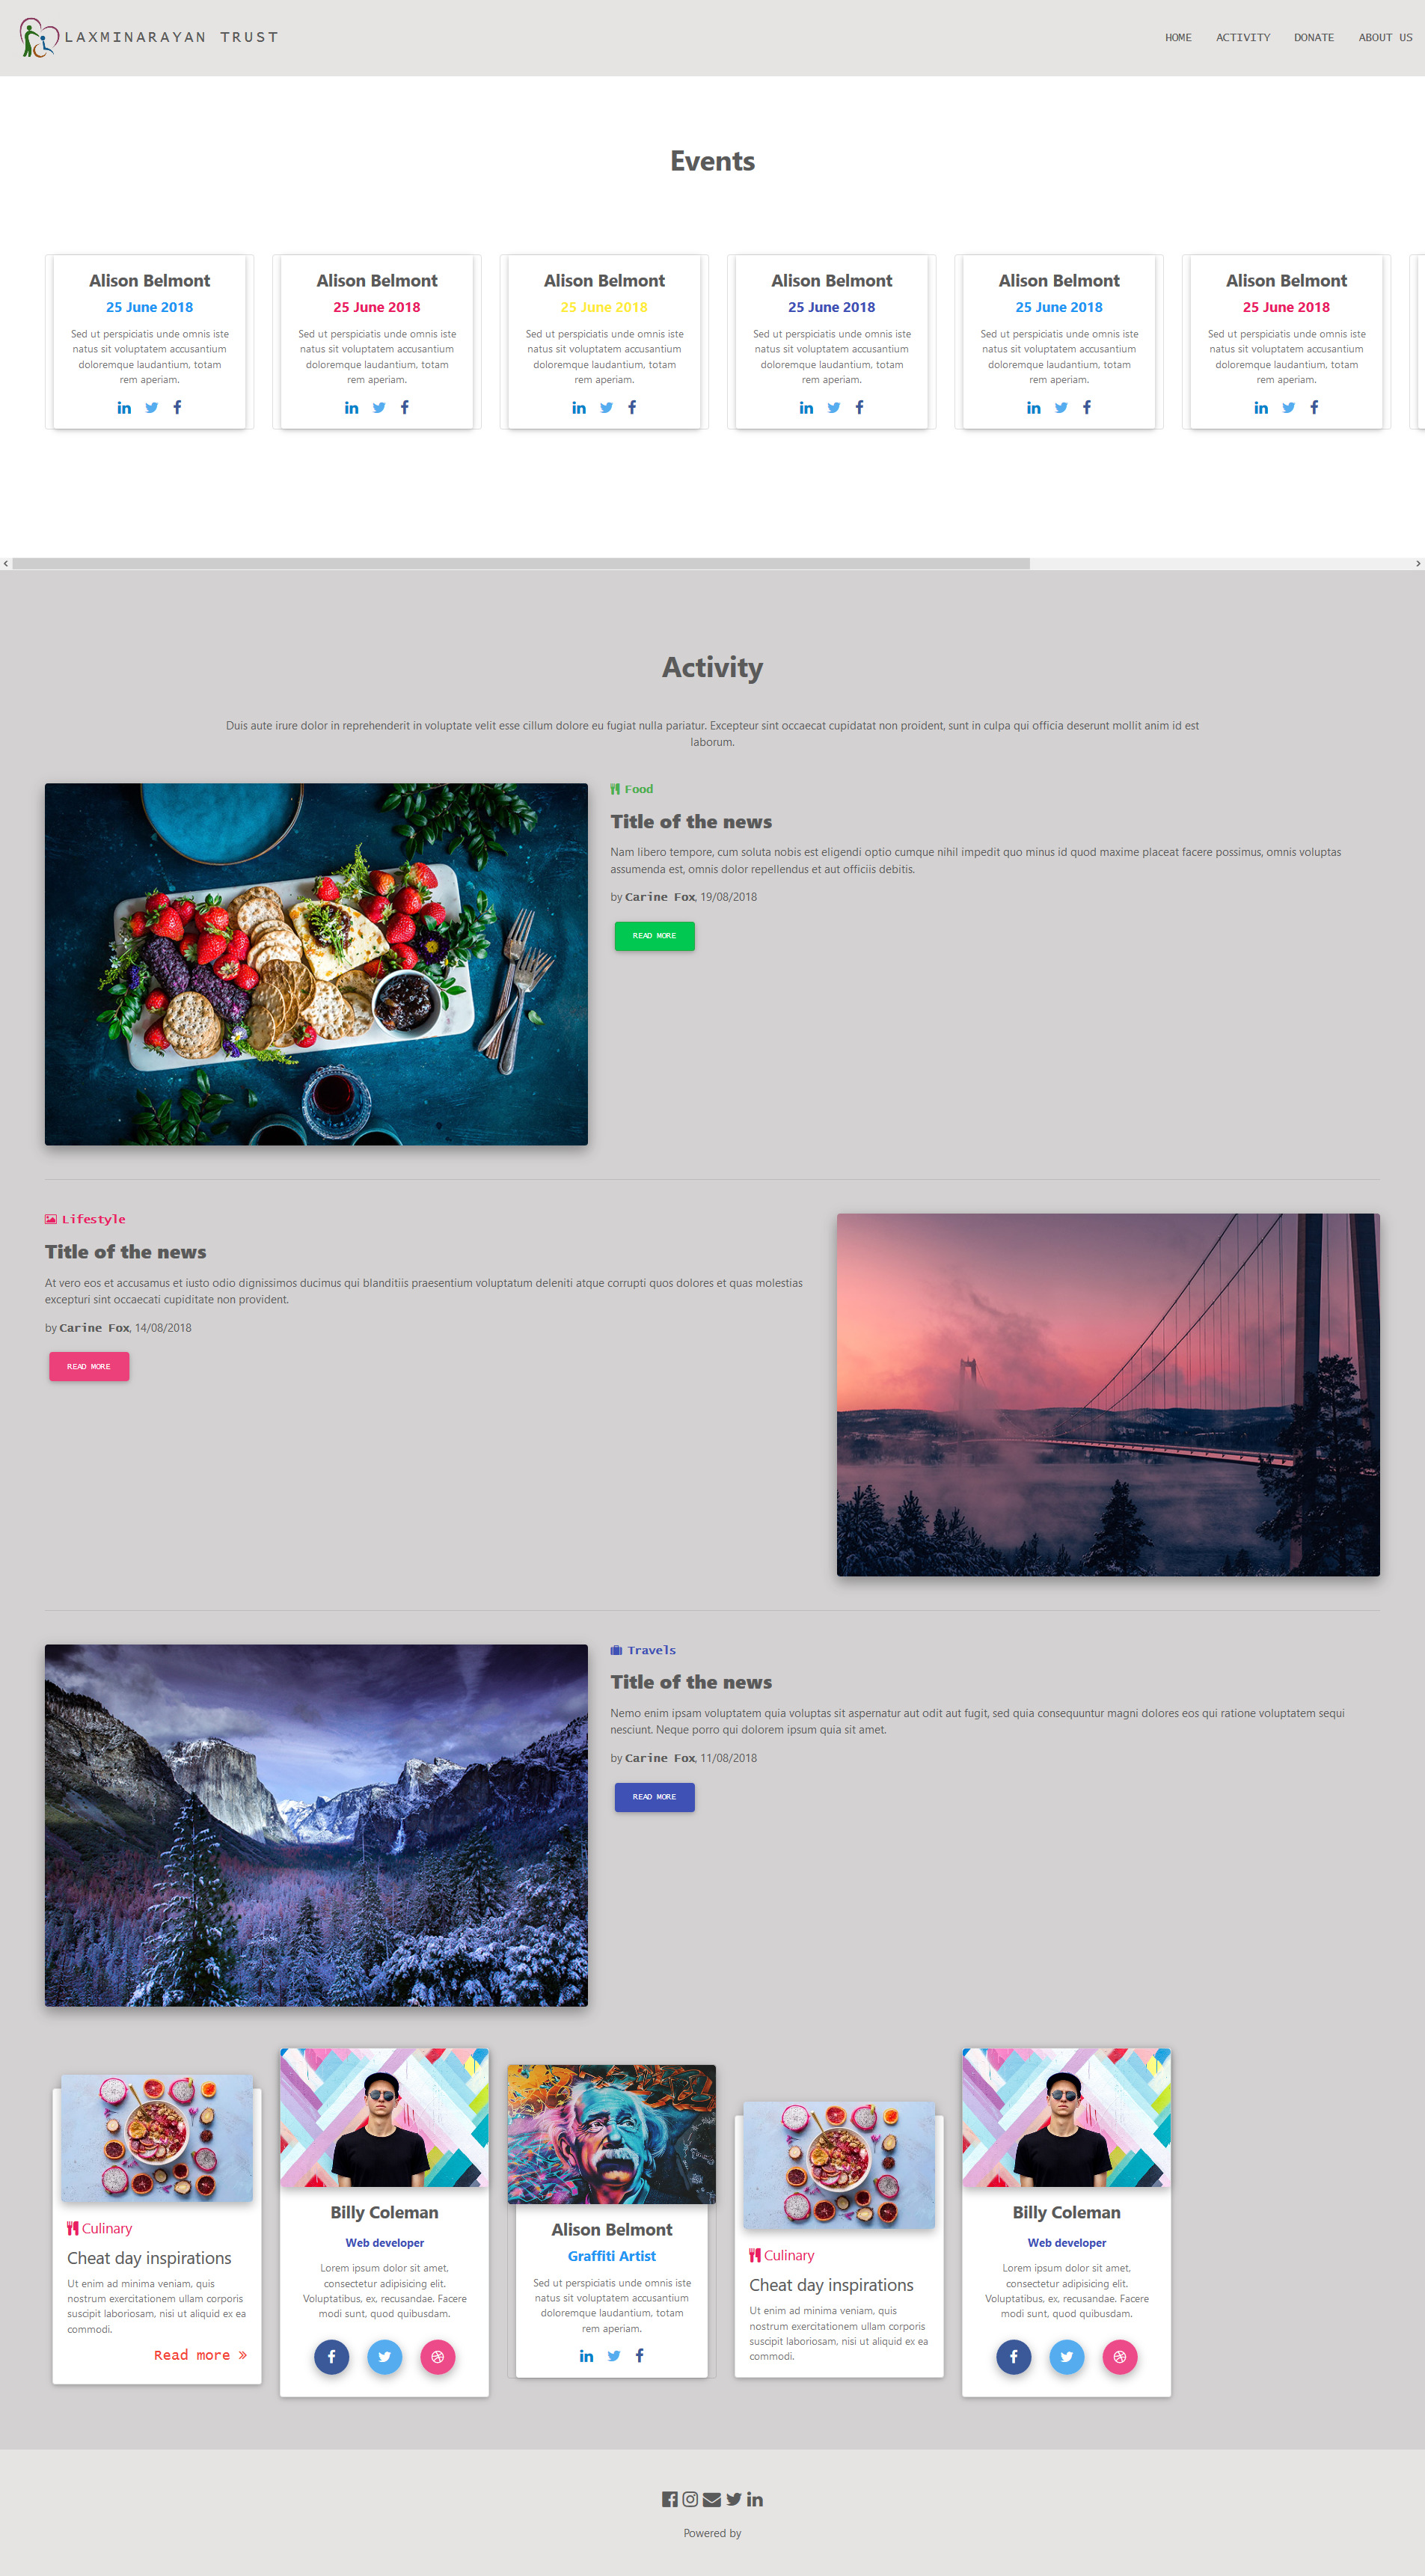 LAXMINARAYAN TRUST
HOME ACTIVITY DONATE ABOUT US
Events
Alison Belmont
25 June 2018
Sed ut perspiciatis unde omnis iste
natus sit voluptatem accusantium
doloremque laudantium, totam
rem aperiam.
Alison Belmont
25 June 2018
Sed ut perspiciatis unde omnis iste
natus sit voluptatem accusantium
doloremque laudantium, totam
rem aperiam.
Alison Belmont
25 June 2018
Sed ut perspiciatis unde omnis iste
natus sit voluptatem accusantium
doloremque laudantium, totam
rem aperiam.
Alison Belmont
25 June 2018
Sed ut perspiciatis unde omnis iste
natus sit voluptatem accusantium
doloremque laudantium, totam
rem aperiam.
Alison Belmont
25 June 2018
Sed ut perspiciatis unde omnis iste
natus sit voluptatem accusantium
doloremque laudantium, totam
rem aperiam.
Alison Belmont
25 June 2018
Sed ut perspiciatis unde omnis iste
natus sit voluptatem accusantium
doloremque laudantium, totam
rem aperiam.
Activity
Duis aute irure dolor in reprehenderit in voluptate velit esse cillum dolore eu fugiat nulla pariatur. Excepteur sint occaecat cupidatat non proident, sunt in culpa qui officia deserunt mollit anim id est
laborum.
Food
Title of the news
Nam libero tempore, cum soluta nobis est eligendi optio cumque nihil impedit quo minus id quod maxime placeat facere possimus, omnis voluptas
assumenda est, omnis dolor repellendus et aut officiis debitis.
by Carine Fox, 19/08/2018
READ MORE
Lifestyle
Title of the news
At vero eos et accusamus et iusto odio dignissimos ducimus qui blanditiis praesentium voluptatum deleniti atque corrupti quos dolores et quas molestias
excepturi sint occaecati cupiditate non provident.
by Carine Fox, 14/08/2018
READ MORE
Travels
Title of the news
Nemo enim ipsam voluptatem quia voluptas sit aspernatur aut odit aut fugit, sed quia consequuntur magni dolores eos qui ratione voluptatem sequi
nesciunt. Neque porro qui dolorem ipsum quia sit amet.
by Carine Fox, 11/08/2018
READ MORE
Culinary
Cheat day inspirations
Ut enim ad minima veniam, quis
nostrum exercitationem ullam corporis
suscipit laboriosam, nisi ut aliquid ex ea
commodi.
Read more »
Billy Coleman
Web developer
Lorem ipsum dolor sit amet,
consectetur adipisicing elit.
Voluptatibus, ex, recusandae. Facere
modi sunt, quod quibusdam.
Alison Belmont
Graffiti Artist
Sed ut perspiciatis unde omnis iste
natus sit voluptatem accusantium
doloremque laudantium, totam
rem aperiam.
Culinary
Cheat day inspirations
Ut enim ad minima veniam, quis
nostrum exercitationem ullam corporis
suscipit laboriosam, nisi ut aliquid ex ea
commodi.
Billy Coleman
Web developer
Lorem ipsum dolor sit amet,
consectetur adipisicing elit.
Voluptatibus, ex, recusandae. Facere
modi sunt, quod quibusdam.
Powered by